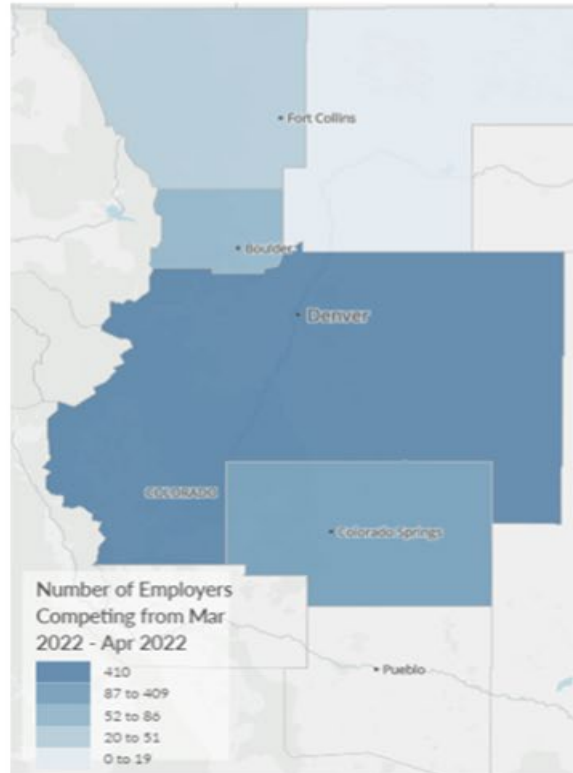 Fort Collins
Boulder
Denver
COLORADO
Colorado Springs
Pueblo
Number of Employers
Competing from Mar
2022 - Apr 2022
410
87 to 409
52 to 86
20 to 51
0 to 19